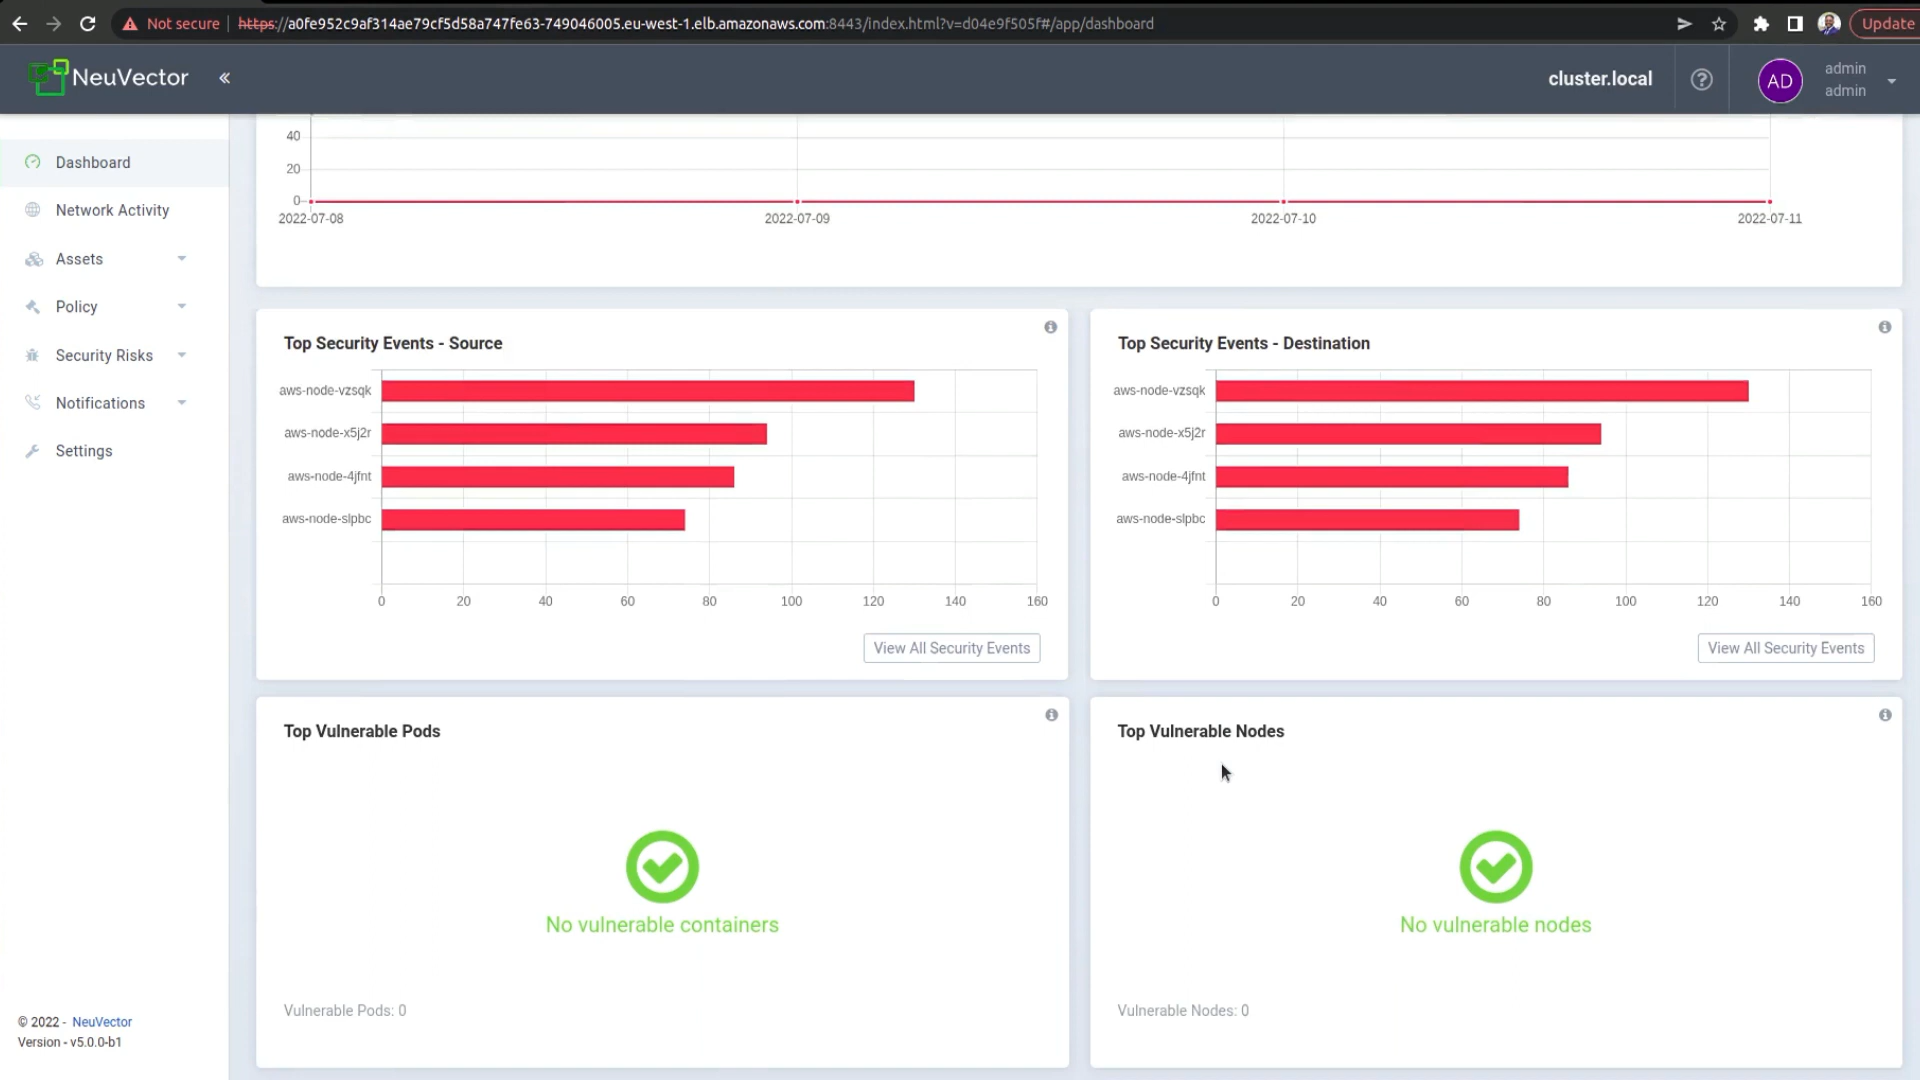 Not secure
https://a0fe952c9af314ae79cf5d58a747fe63-749046005.eu-west-1.elb.amazonaws.com:8443/index.html?v=d04e9f505f#/app/dashboard
Update
NeuVector
«
cluster.local
?
AD
admin
admin
Dashboard
Network Activity
Assets
Policy
Security Risks
Notifications
Settings
40
20
0
2022-07-08 2022-07-09 2022-07-10 2022-07-11
Top Security Events - Source
aws-node-vzsqk
aws-node-x5j2r
aws-node-4jfnt
aws-node-slpbc
0 20 40 60 80 100 120 140 160
View All Security Events
Top Security Events - Destination
aws-node-vzsqk
aws-node-x5j2r
aws-node-4jfnt
aws-node-slpbc
0 20 40 60 80 100 120 140 160
View All Security Events
Top Vulnerable Pods
No vulnerable containers
Vulnerable Pods: 0
Top Vulnerable Nodes
No vulnerable nodes
Vulnerable Nodes: 0
© 2022 - NeuVector
Version - v5.0.0-b1